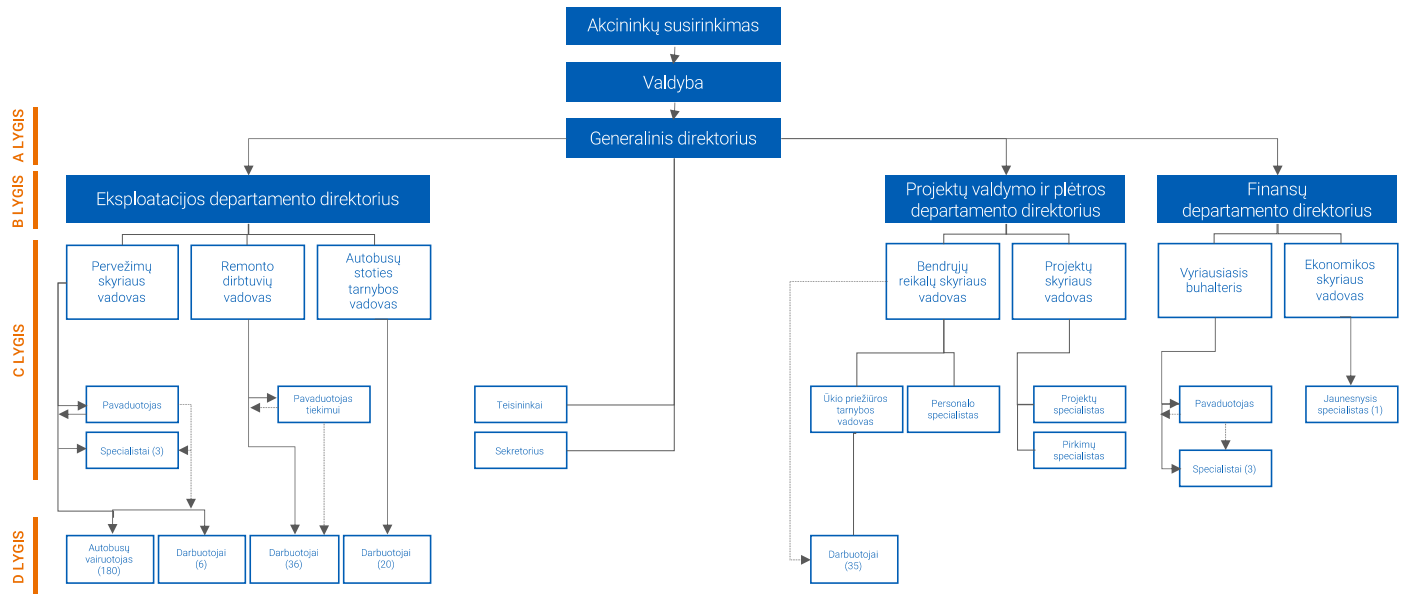 Akcininkų susirinkimas
Valdyba
A LYGIS
Generalinis direktorius
B LYGIS
Eksploatacijos departamento direktorius
Projektų valdymo ir plėtros
departamento direktorius
Finansų
departamento direktorius
C LYGIS
Pervežimų
skyriaus
vadovas
Remonto
dirbtuvių
vadovas
Autobusų
stoties
tarnybos
vadovas
Bendrųjų
reikalų skyriaus
vadovas
Projektų
skyriaus
vadovas
Vyriausiasis
buhalteris
Ekonomikos
skyriaus
vadovas
Pavaduotojas
Pavaduotojas
tiekimui
Teisininkai
Ūkio priežiūros
tarnybos
vadovas
Personalo
specialistas
Projektų
specialistas
Pavaduotojas
Jaunesnysis
specialistas (1)
Specialistai (3)
Sekretorius
Pirkimų
specialistas
Specialistai (3)
D LYGIS
Autobusų
vairuotojas
(180)
Darbuotojai
(6)
Darbuotojai
(36)
Darbuotojai
(20)
Darbuotojai
(35)